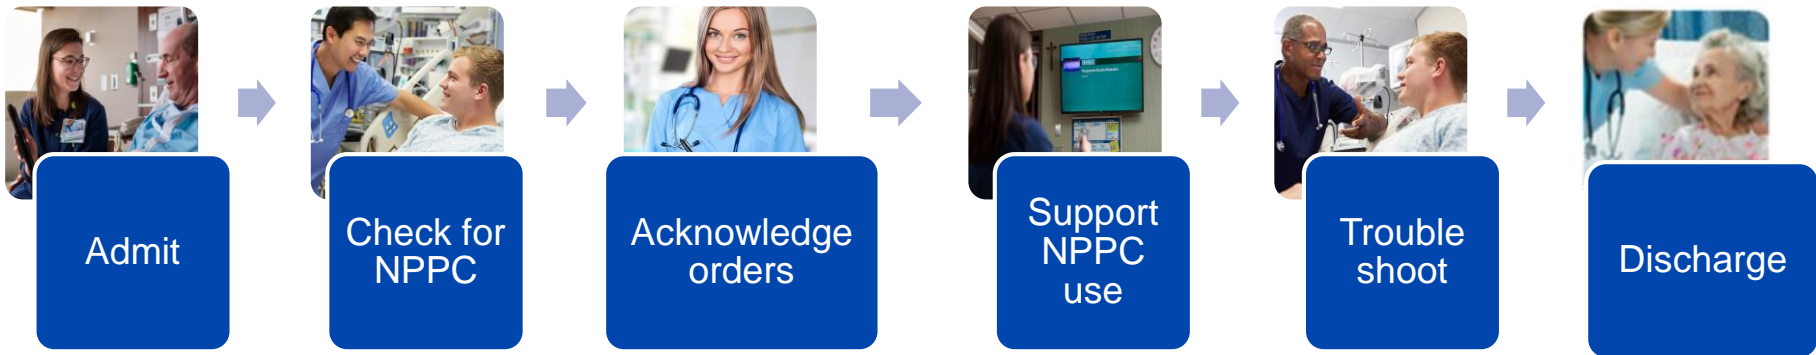 Admit
Check for
NPPC
Acknowledge
orders
Support
NPPC
use
Trouble
shoot
Discharge